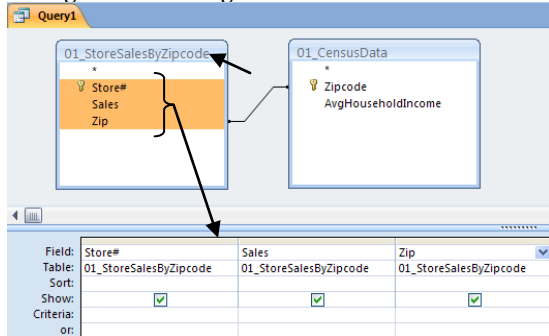 Query1
01_StoreSalesByZipcode
*
Store#
Sales
Zip
01_CensusData
*
Zipcode
AvgHouseholdIncome
Field: Store# Sales Zip
Table: 01_StoreSalesByZipcode 01_StoreSalesByZipcode 01_StoreSalesByZipcode
Sort:
Show:
Criteria:
or: